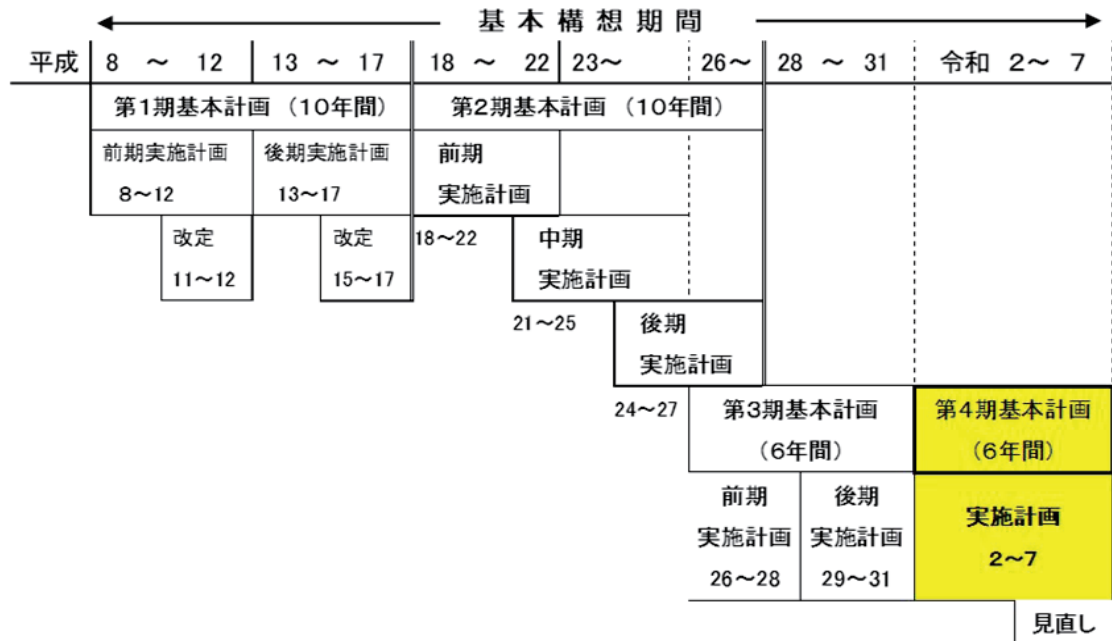 基本構想期間
平成 8 ～ 12 13 ～ 17 18 ～ 22 23～ 26～ 28 ～ 31 令和 2～ 7
第1期基本計画（10年間） 第2期基本計画（10年間）
前期実施計画 後期実施計画 前期
8～12 13～17 実施計画
改定 改定 18～22 中期
11～12 15～17 実施計画
21～25 後期
実施計画
24～27 第3期基本計画 第4期基本計画
（6年間） （6年間）
前期 後期
実施計画 実施計画 実施計画
26～28 29～31 2～7
見直し